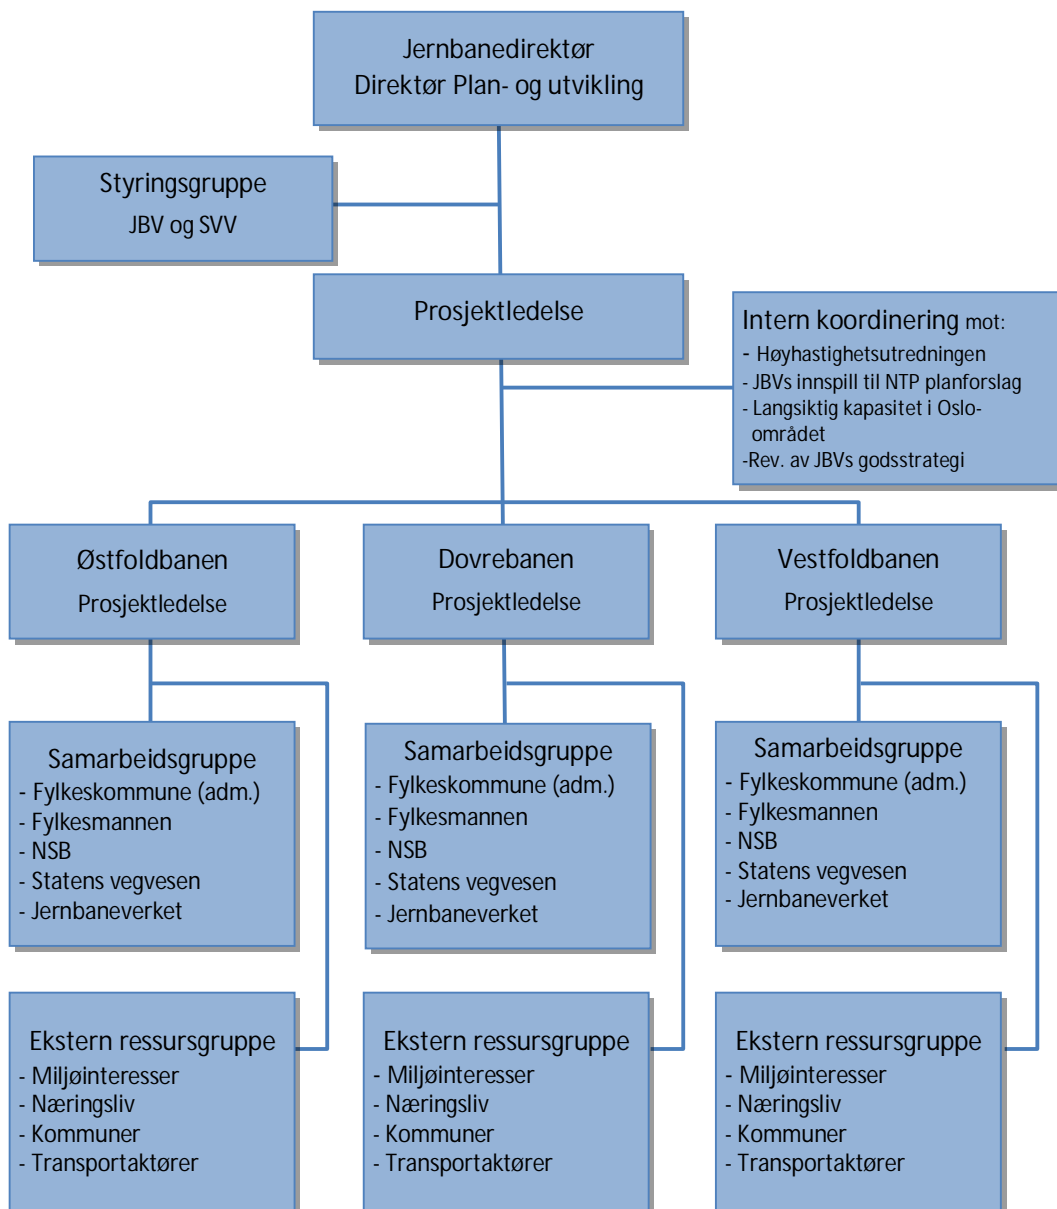 Jernbanedirektør
Direktør Plan- og utvikling
Styringsgruppe
JBV og SVV
Prosjektledelse
Intern koordinering mot:
- Høyhastighetsutredningen
- JBVs innspill til NTP planforslag
- Langsiktig kapasitet i Oslo-
området
-Rev. av JBVs godsstrategi
Østfoldbanen
Prosjektledelse
Dovrebanen
Prosjektledelse
Vestfoldbanen
Prosjektledelse
Samarbeidsgruppe
- Fylkeskommune (adm.)
- Fylkesmannen
- NSB
- Statens vegvesen
- Jernbaneverket
Samarbeidsgruppe
- Fylkeskommune (adm.)
- Fylkesmannen
- NSB
- Statens vegvesen
- Jernbaneverket
Samarbeidsgruppe
- Fylkeskommune (adm.)
- Fylkesmannen
- NSB
- Statens vegvesen
- Jernbaneverket
Ekstern ressursgruppe
- Miljøinteresser
- Næringsliv
- Kommuner
- Transportaktører
Ekstern ressursgruppe
- Miljøinteresser
- Næringsliv
- Kommuner
- Transportaktører
Ekstern ressursgruppe
- Miljøinteresser
- Næringsliv
- Kommuner
- Transportaktører